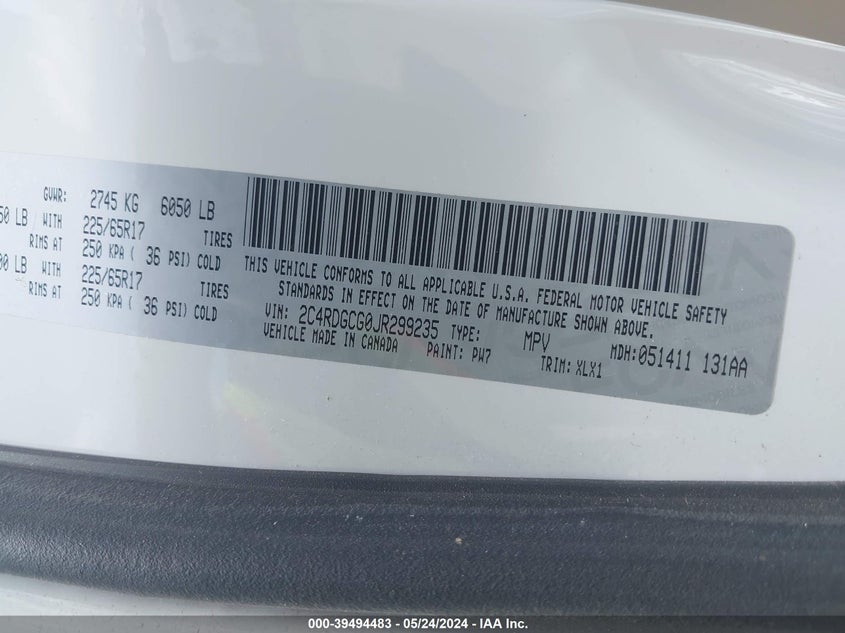 GVWR: 2745 KG 6050 LB
50 LB WITH 225/65R17 TIRES
RIMS AT 250 KPA ( 36 PSI) COLD
00 LB WITH 225/65R17 TIRES
RIMS AT 250 KPA ( 36 PSI) COLD
THIS VEHICLE CONFORMS TO ALL APPLICABLE U.S.A. FEDERAL MOTOR VEHICLE SAFETY
STANDARDS IN EFFECT ON THE DATE OF MANUFACTURE SHOWN ABOVE.
VIN: 2C4RDGCG0JR299235 TYPE: MPV MDH:051411 131AA
VEHICLE MADE IN CANADA PAINT: PW7 TRIM: XLX1
000-39494483 - 05/24/2024 - IAA Inc.